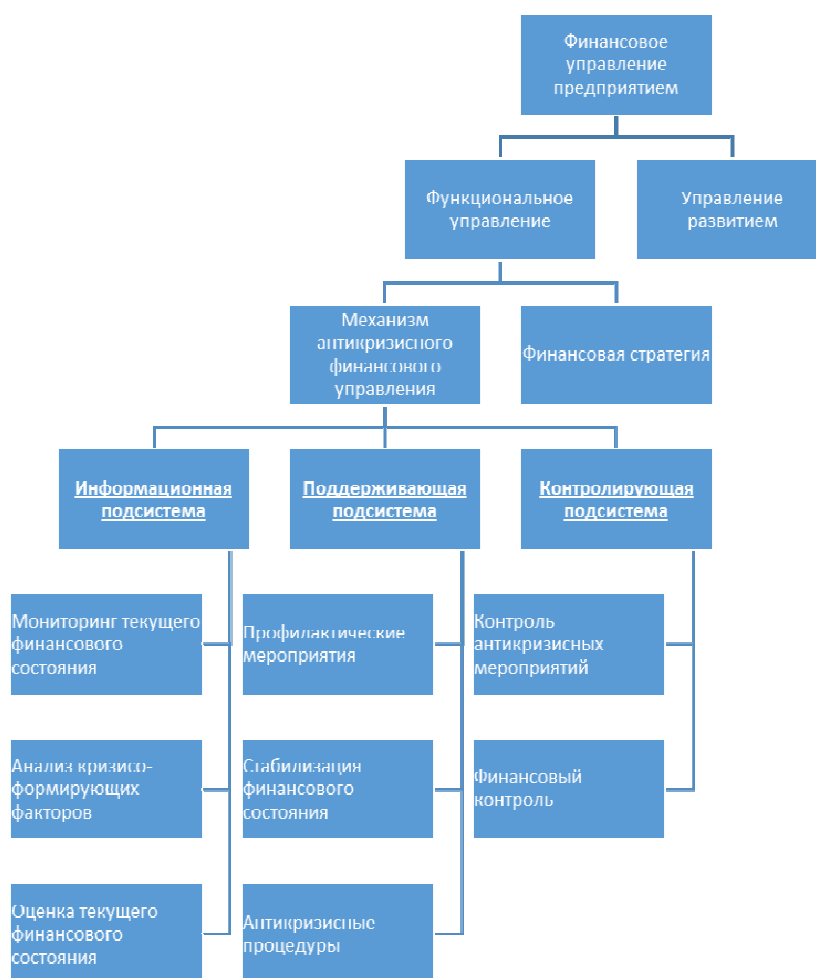 Финансовое
управление
предприятием
Функциональное
управление
Управление
развитием
Механизм
антикризисного
финансового
управления
Финансовая стратегия
Информационная
подсистема
Поддерживающая
подсистема
Контролирующая
подсистема
Мониторинг текущего
финансового
состояния
Профилактические
мероприятия
Контроль
антикризисных
мероприятий
Анализ кризисо-
формирующих
факторов
Стабилизация
финансового
состояния
Финансовый
контроль
Оценка текущего
финансового
состояния
Антикризисные
процедуры